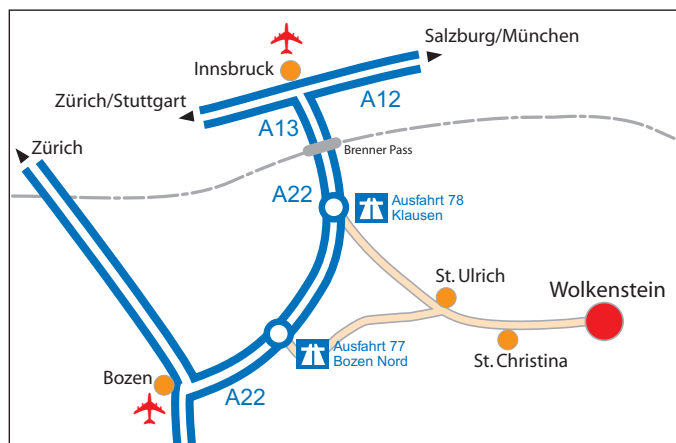 Salzburg/München
Innsbruck
Zürich/Stuttgart
A12
A13
Zürich
Brenner Pass
A22
Ausfahrt 78
Klausen
St. Ulrich
Wolkenstein
Ausfahrt 77
Bozen Nord
St. Christina
Bozen
A22